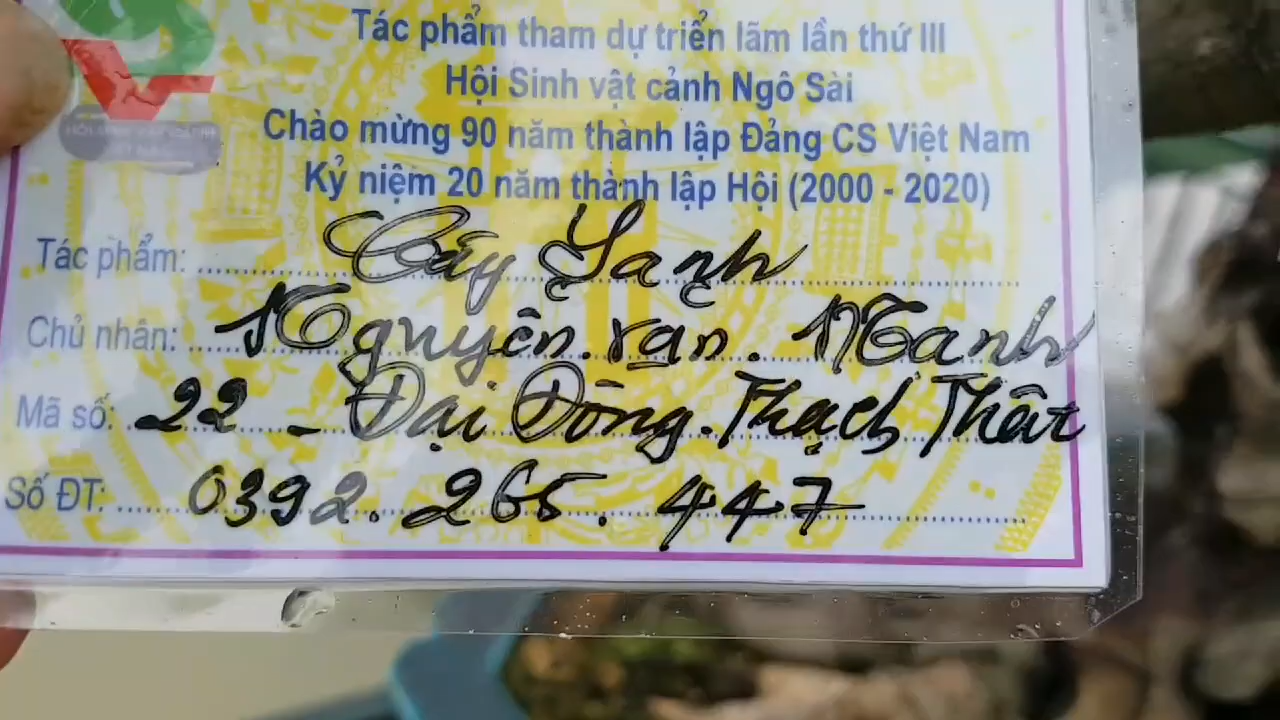 Tác phẩm tham dự triển lãm lần thứ III
Hội Sinh vật cảnh Ngô Sài
Chào mừng 90 năm thành lập Đảng CS Việt Nam
Kỷ niệm 20 năm thành lập Hội (2000 - 2020)
Tác phẩm: Cây Sanh
Chủ nhân: Nguyễn Văn Manh
Mã số: 22 - Đại Đồng. Thạch Thất
Số ĐT: 0392. 265. 447